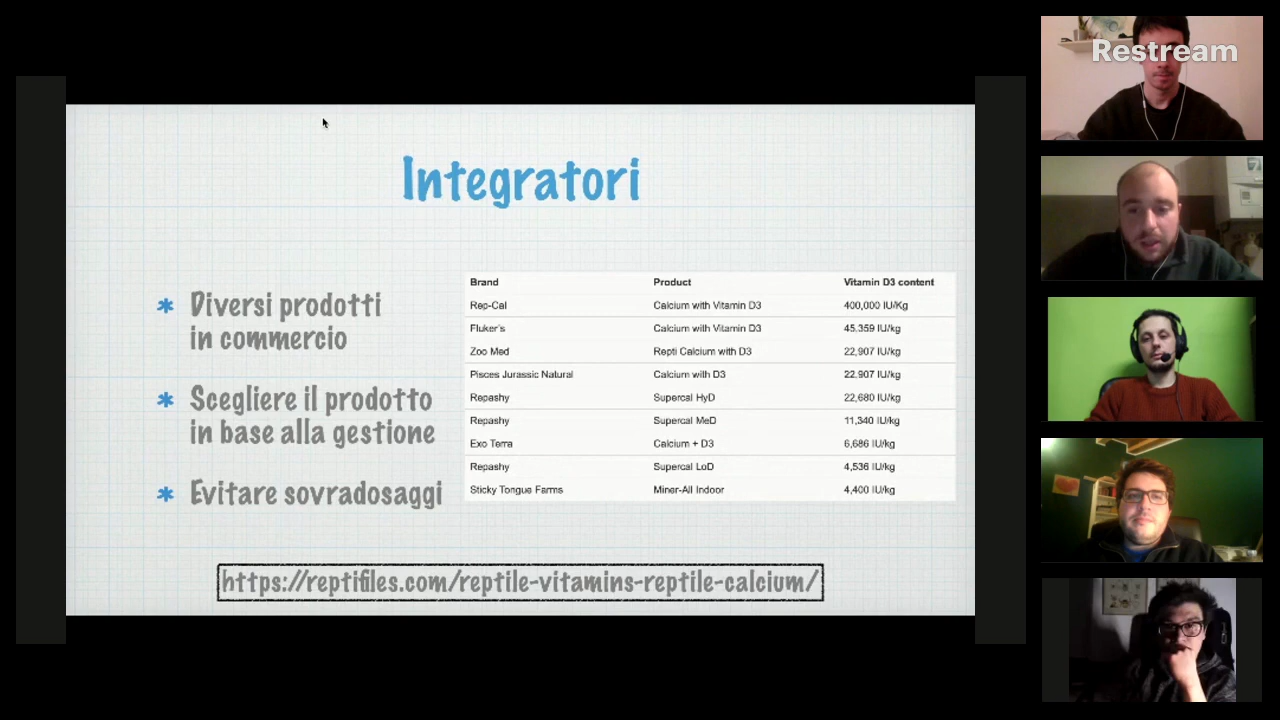 Restream
Integratori
* Diversi prodotti
in commercio
* Scegliere il prodotto
in base alla gestione
* Evitare sovradosaggi
Brand Product Vitamin D3 content
Rep-Cal Calcium with Vitamin D3 400,000 IU/Kg
Fluker's Calcium with Vitamin D3 45.359 IU/kg
Zoo Med Repti Calcium with D3 22,907 IU/kg
Pisces Jurassic Natural Calcium with D3 22,907 IU/kg
Repashy Supercal HyD 22,680 IU/kg
Repashy Supercal MeD 11,340 IU/kg
Exo Terra Calcium + D3 6,686 IU/kg
Repashy Supercal LoD 4,536 IU/kg
Sticky Tongue Farms Miner-All Indoor 4,400 IU/kg
https://reptifiles.com/reptile-vitamins-reptile-calcium/